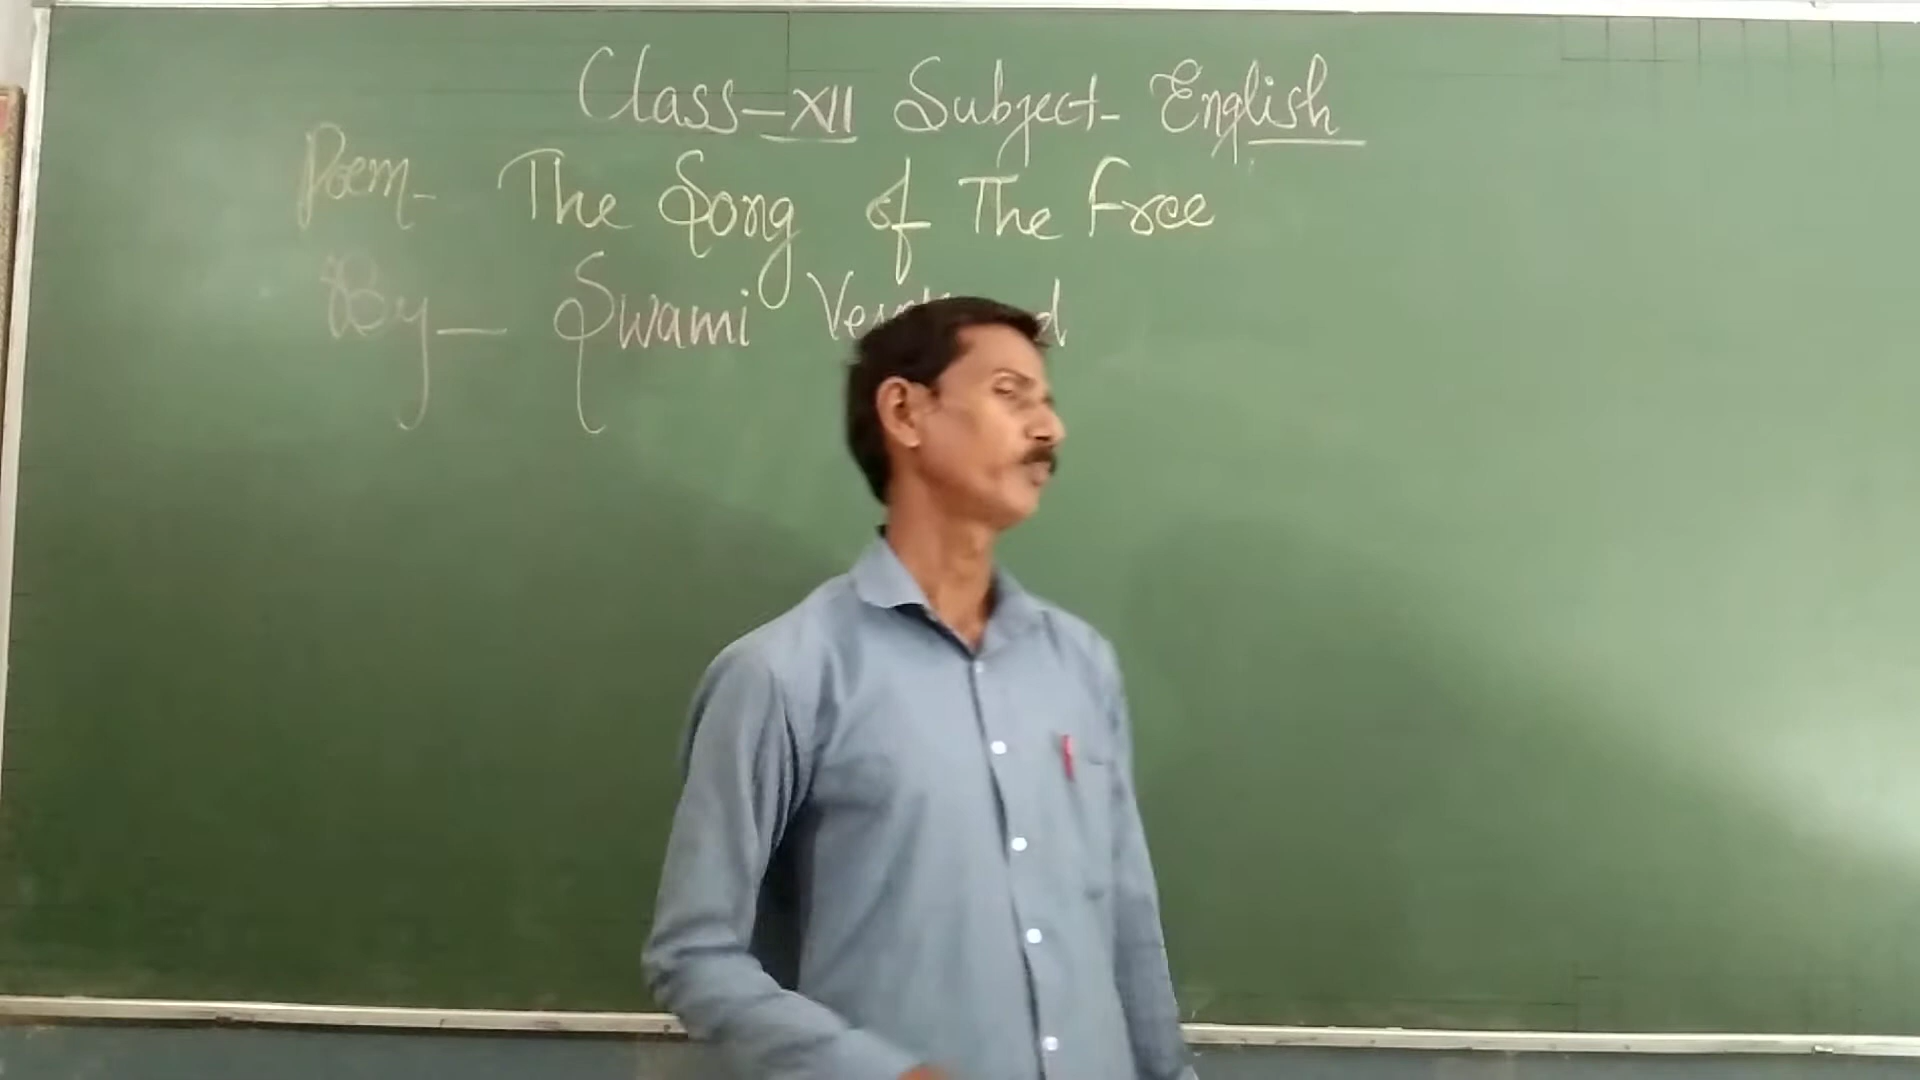 Class-XII Subject- English
Poem- The Song of The Free
By- Swami